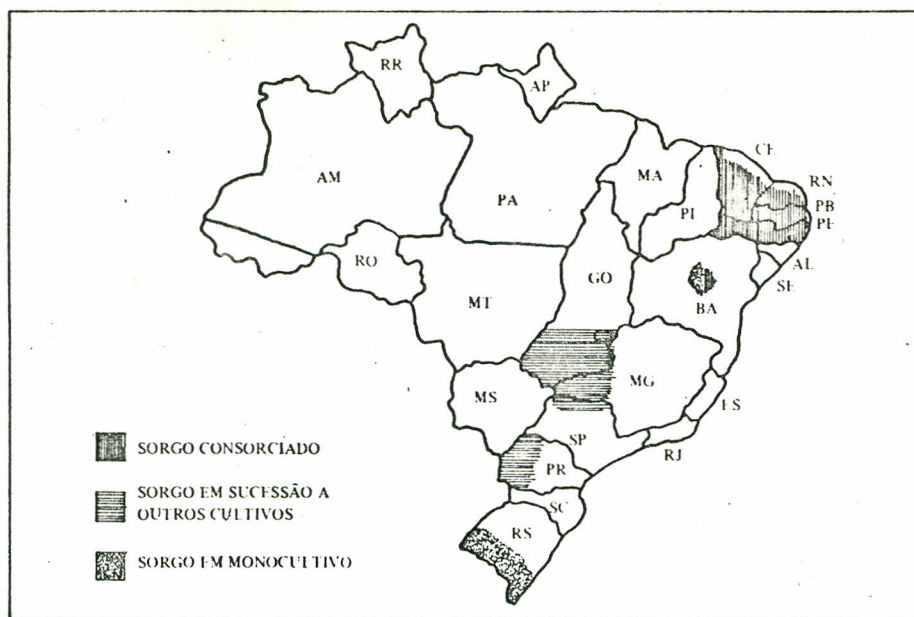 RR
AP
AM
PA
MA
CE
RN
PI
PB
PE
RO
MT
GO
AL
SE
BA
MS
MG
ES
SP
RJ
PR
SC
RS
SORGO CONSORCIADO
SORGO EM SUCESSÃO A
OUTROS CULTIVOS
SORGO EM MONOCULTIVO